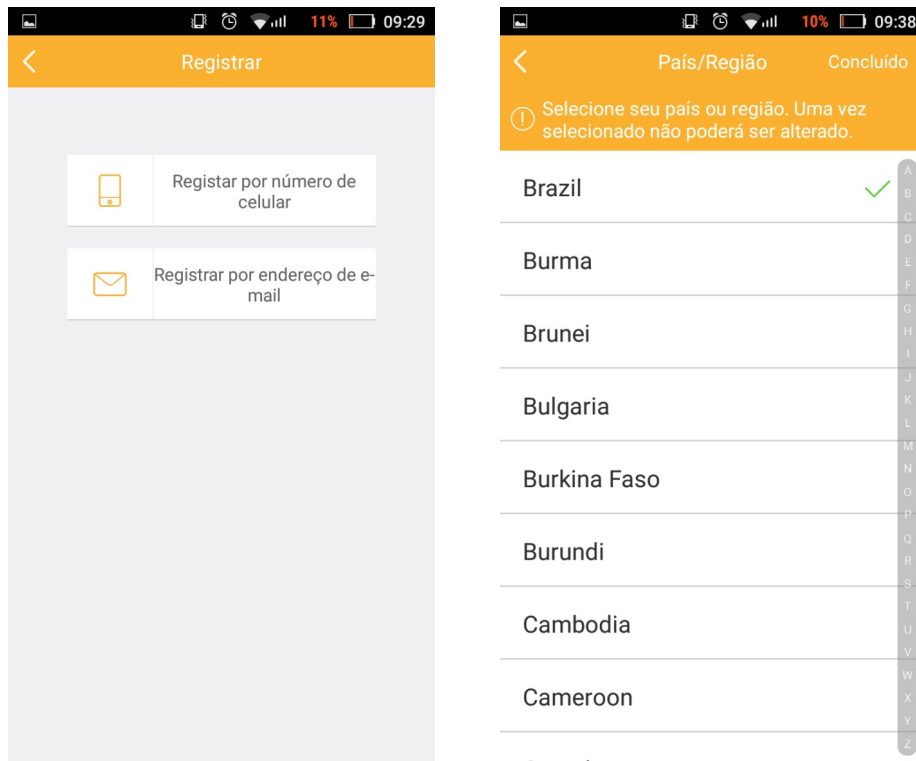 11% 09:29
Registrar
Registar por número de
celular
Registrar por endereço de e-
mail
10% 09:38
País/Região Concluído
Selecione seu país ou região. Uma vez
selecionado não poderá ser alterado.
Brazil
Burma
Brunei
Bulgaria
Burkina Faso
Burundi
Cambodia
Cameroon
A
B
C
D
E
F
G
H
I
J
K
L
M
N
O
P
Q
R
S
T
U
V
W
X
Y
Z